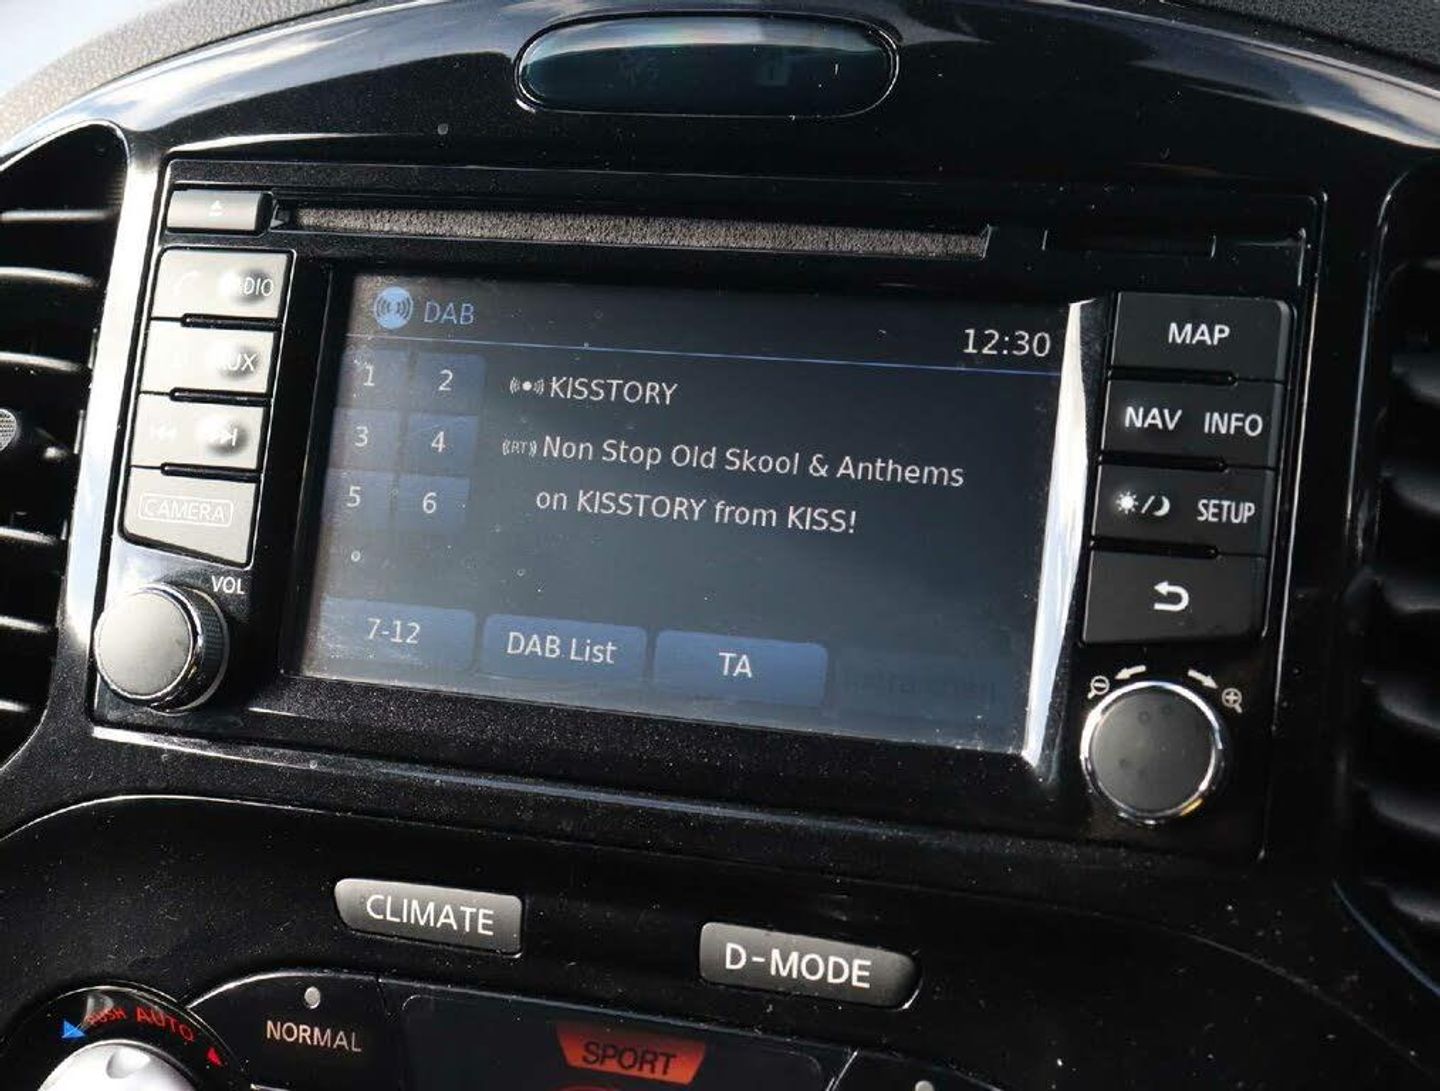 DAB
12:30
1
2
KISSTORY
3
4
Non Stop Old Skool & Anthems
5
6
on KISSTORY from KISS!
7-12
DAB List
TA
AUX
CAMERA
VOL
MAP
NAV INFO
SETUP
CLIMATE
D-MODE
PUSH AUTO
NORMAL
SPORT